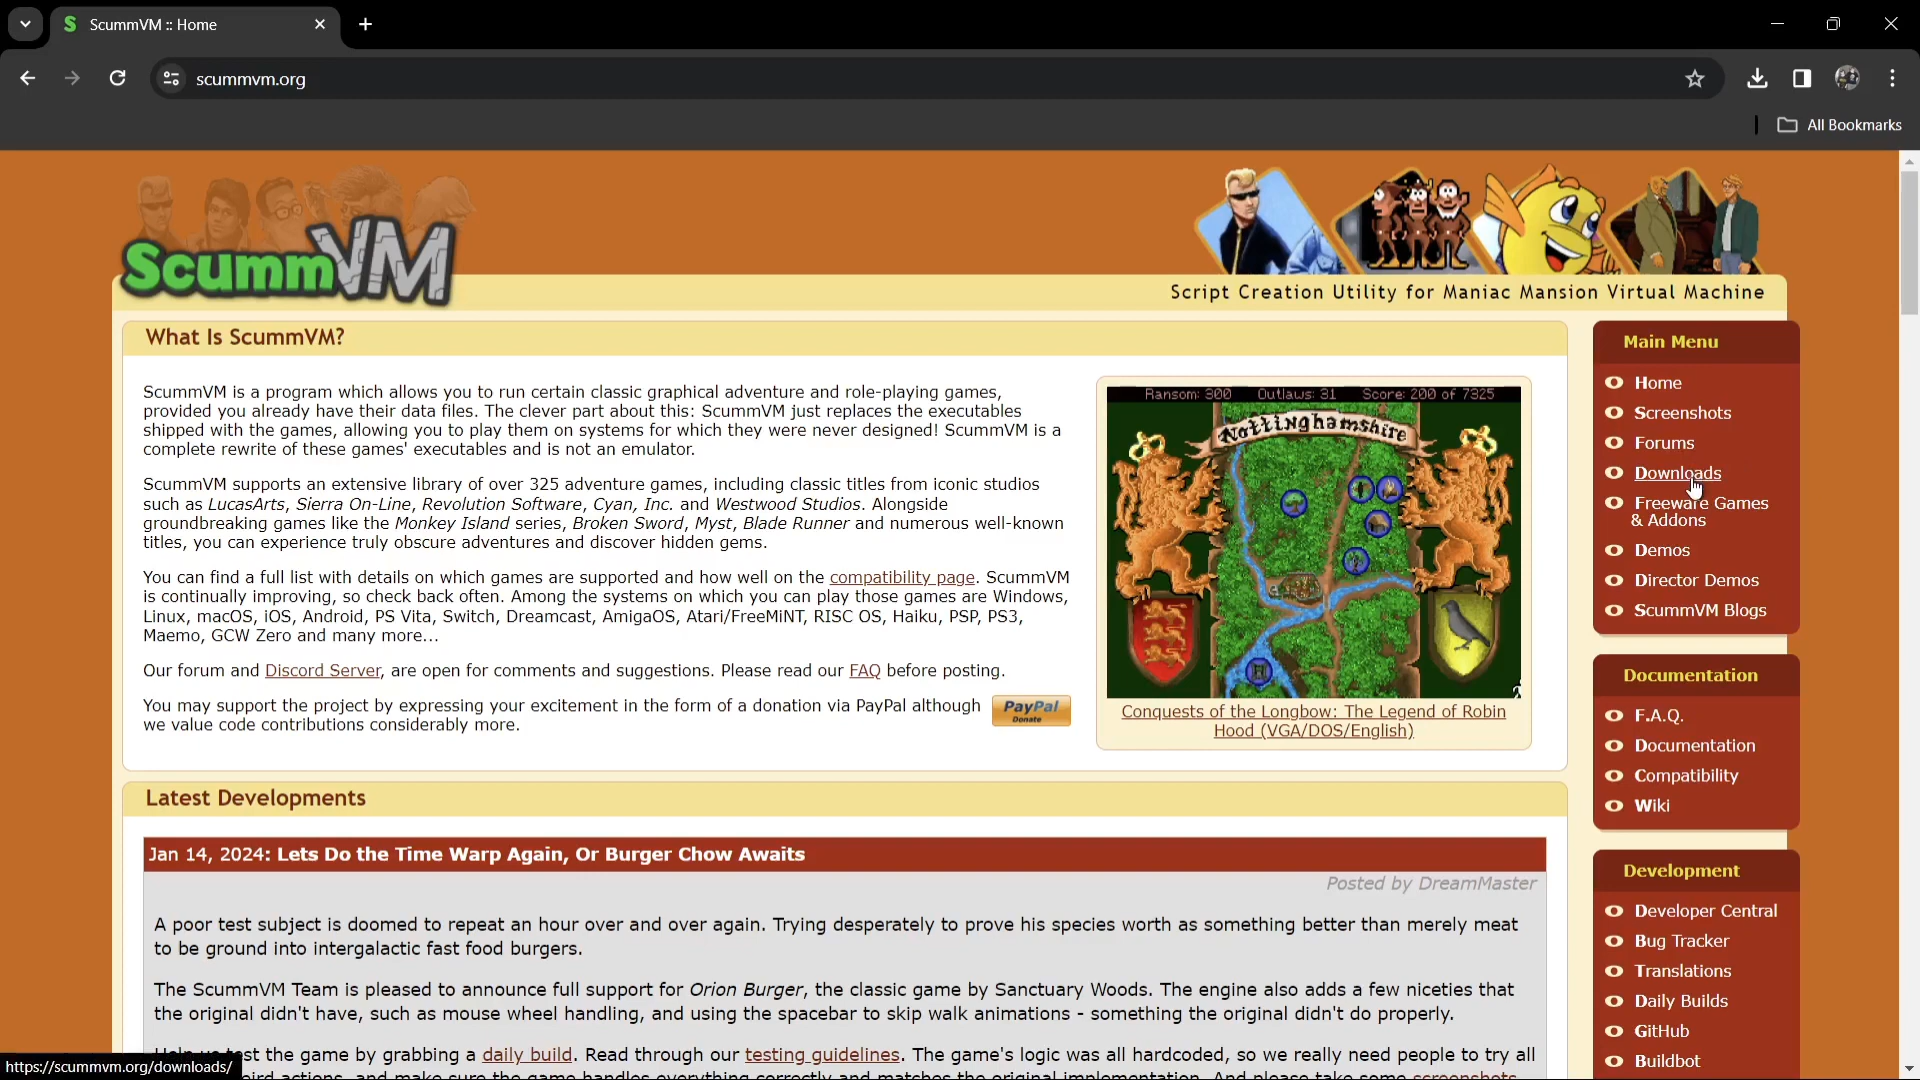 ScummVM :: Home
scummvm.org
All Bookmarks
ScummVM
Script Creation Utility for Maniac Mansion Virtual Machine
What Is ScummVM?
ScummVM is a program which allows you to run certain classic graphical adventure and role-playing games,
provided you already have their data files. The clever part about this: ScummVM just replaces the executables
shipped with the games, allowing you to play them on systems for which they were never designed! ScummVM is a
complete rewrite of these games' executables and is not an emulator.
ScummVM supports an extensive library of over 325 adventure games, including classic titles from iconic studios
such as LucasArts, Sierra On-Line, Revolution Software, Cyan, Inc. and Westwood Studios. Alongside
groundbreaking games like the Monkey Island series, Broken Sword, Myst, Blade Runner and numerous well-known
titles, you can experience truly obscure adventures and discover hidden gems.
You can find a full list with details on which games are supported and how well on the compatibility page. ScummVM
is continually improving, so check back often. Among the systems on which you can play those games are Windows,
Linux, macOS, iOS, Android, PS Vita, Switch, Dreamcast, AmigaOS, Atari/FreeMiNT, RISC OS, Haiku, PSP, PS3,
Maemo, GCW Zero and many more...
Our forum and Discord Server, are open for comments and suggestions. Please read our FAQ before posting.
You may support the project by expressing your excitement in the form of a donation via PayPal although
we value code contributions considerably more.
PayPal
Donate
Ransom: 300 Outlaws: 31 Score: 200 of 7325
Nottinghamshire
Conquests of the Longbow: The Legend of Robin
Hood (VGA/DOS/English)
Latest Developments
Jan 14, 2024: Lets Do the Time Warp Again, Or Burger Chow Awaits
Posted by DreamMaster
A poor test subject is doomed to repeat an hour over and over again. Trying desperately to prove his species worth as something better than merely meat
to be ground into intergalactic fast food burgers.
The ScummVM Team is pleased to announce full support for Orion Burger, the classic game by Sanctuary Woods. The engine also adds a few niceties that
the original didn't have, such as mouse wheel handling, and using the spacebar to skip walk animations - something the original didn't do properly.
Help us test the game by grabbing a daily build. Read through our testing guidelines. The game's logic was all hardcoded, so we really need people to try all
actions, and make sure the game handles everything correctly and matches the original implementation. And please take some screenshots
Main Menu
Home
Screenshots
Forums
Downloads
Freeware Games
& Addons
Demos
Director Demos
ScummVM Blogs
Documentation
F.A.Q.
Documentation
Compatibility
Wiki
Development
Developer Central
Bug Tracker
Translations
Daily Builds
GitHub
Buildbot
https://scummvm.org/downloads/